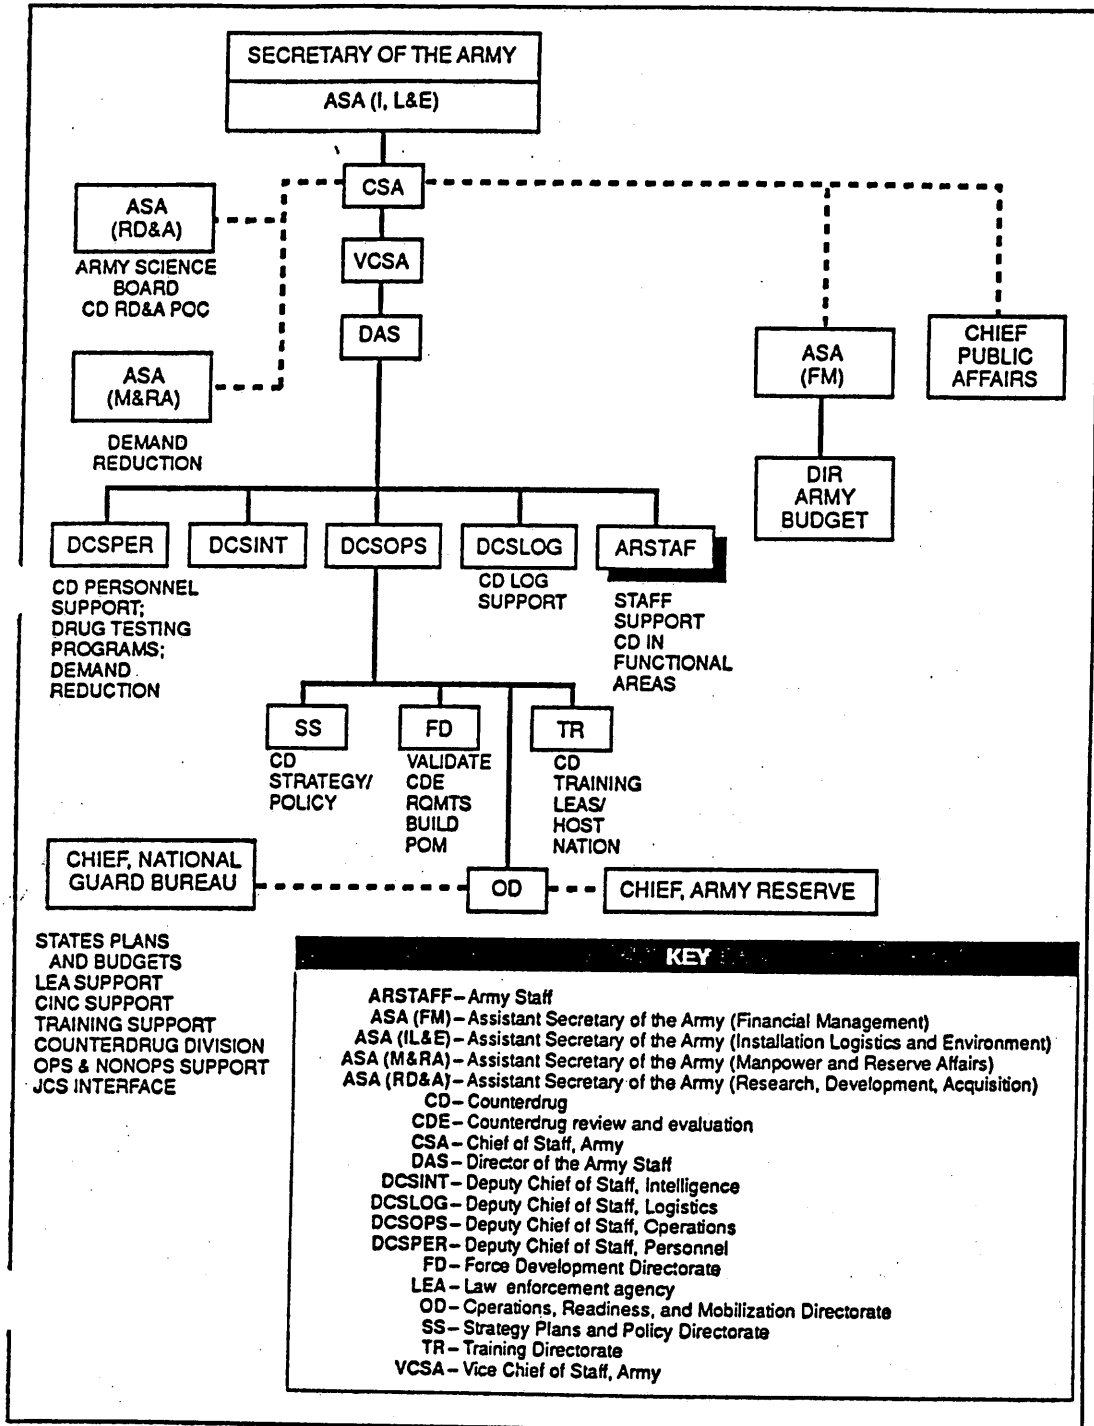 SECRETARY OF THE ARMY
ASA (I, L&E)
CSA
ASA
(RD&A)
ARMY SCIENCE
BOARD
CD RD&A POC
VCSA
DAS
ASA
(M&RA)
DEMAND
REDUCTION
ASA
(FM)
CHIEF
PUBLIC
AFFAIRS
DIR
ARMY
BUDGET
DCSPER
CD PERSONNEL
SUPPORT;
DRUG TESTING
PROGRAMS;
DEMAND
REDUCTION
DCSINT
DCSOPS
DCSLOG
CD LOG
SUPPORT
ARSTAF
STAFF
SUPPORT
CD IN
FUNCTIONAL
AREAS
SS
CD
STRATEGY/
POLICY
FD
VALIDATE
CDE
RQMTS
BUILD
POM
TR
CD
TRAINING
LEAS/
HOST
NATION
CHIEF, NATIONAL
GUARD BUREAU
OD
CHIEF, ARMY RESERVE
STATES PLANS
AND BUDGETS
LEA SUPPORT
CINC SUPPORT
TRAINING SUPPORT
COUNTERDRUG DIVISION
OPS & NONOPS SUPPORT
JCS INTERFACE
KEY
ARSTAFF – Army Staff
ASA (FM) – Assistant Secretary of the Army (Financial Management)
ASA (IL&E) – Assistant Secretary of the Army (Installation Logistics and Environment)
ASA (M&RA) – Assistant Secretary of the Army (Manpower and Reserve Affairs)
ASA (RD&A) – Assistant Secretary of the Army (Research, Development, Acquisition)
CD – Counterdrug
CDE – Counterdrug review and evaluation
CSA – Chief of Staff, Army
DAS – Director of the Army Staff
DCSINT – Deputy Chief of Staff, Intelligence
DCSLOG – Deputy Chief of Staff, Logistics
DCSOPS – Deputy Chief of Staff, Operations
DCSPER – Deputy Chief of Staff, Personnel
FD – Force Development Directorate
LEA – Law enforcement agency
OD – Operations, Readiness, and Mobilization Directorate
SS – Strategy Plans and Policy Directorate
TR – Training Directorate
VCSA – Vice Chief of Staff, Army